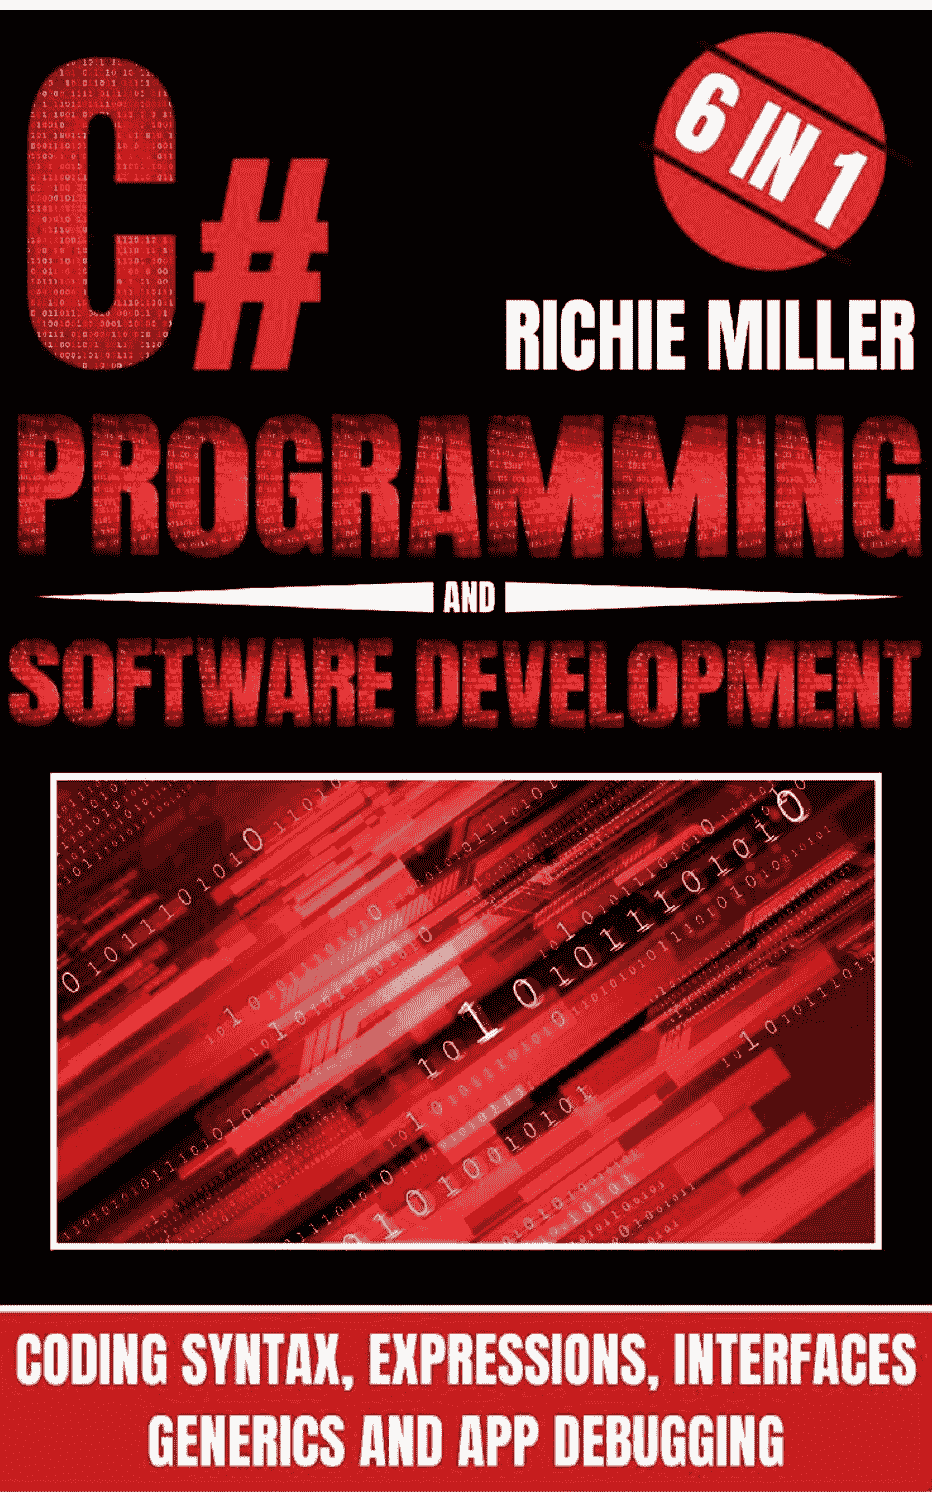 C#
6 IN 1
RICHIE MILLER
PROGRAMMING
AND
SOFTWARE DEVELOPMENT
CODING SYNTAX, EXPRESSIONS, INTERFACES
GENERICS AND APP DEBUGGING